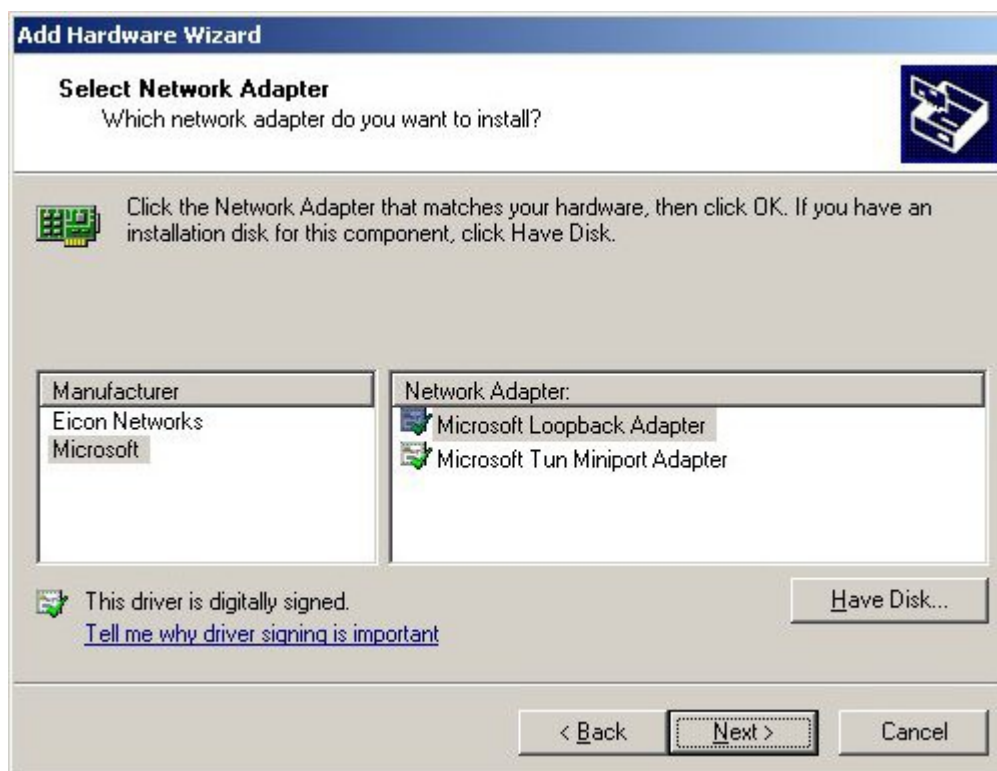 Add Hardware Wizard
Select Network Adapter
Which network adapter do you want to install?
Click the Network Adapter that matches your hardware, then click OK. If you have an
installation disk for this component, click Have Disk.
Manufacturer
Eicon Networks
Microsoft
Network Adapter:
Microsoft Loopback Adapter
Microsoft Tun Miniport Adapter
This driver is digitally signed.
Tell me why driver signing is important
Have Disk...
< Back
Next >
Cancel